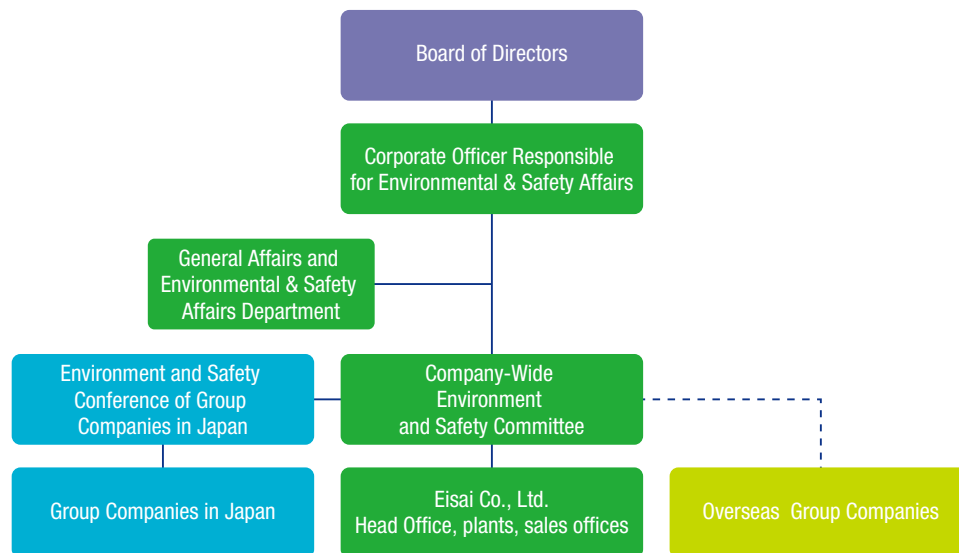 Board of Directors
Corporate Officer Responsible
for Environmental & Safety Affairs
General Affairs and
Environmental & Safety
Affairs Department
Environment and Safety
Conference of Group
Companies in Japan
Company-Wide
Environment
and Safety Committee
Group Companies in Japan
Eisai Co., Ltd.
Head Office, plants, sales offices
Overseas Group Companies